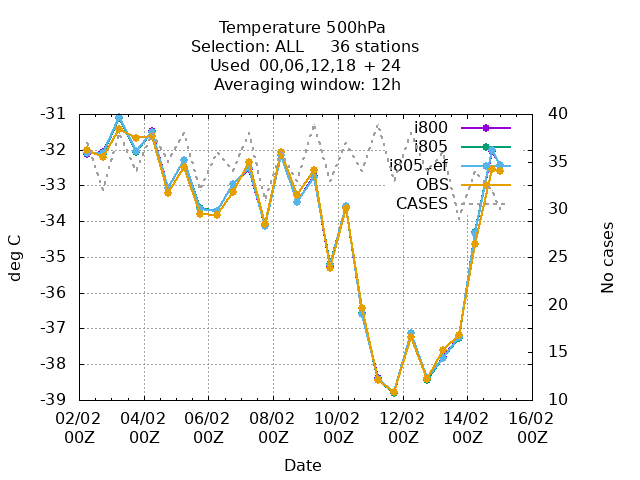 Temperature 500hPa
Selection: ALL 36 stations
Used 00,06,12,18 + 24
Averaging window: 12h
-31
-32
-33
-34
-35
-36
-37
-38
-39
deg C
40
35
30
25
20
15
10
No cases
i800
i805
i805_ref
OBS
CASES
02/02 04/02 06/02 08/02 10/02 12/02 14/02 16/02
00Z 00Z 00Z 00Z 00Z 00Z 00Z 00Z
Date